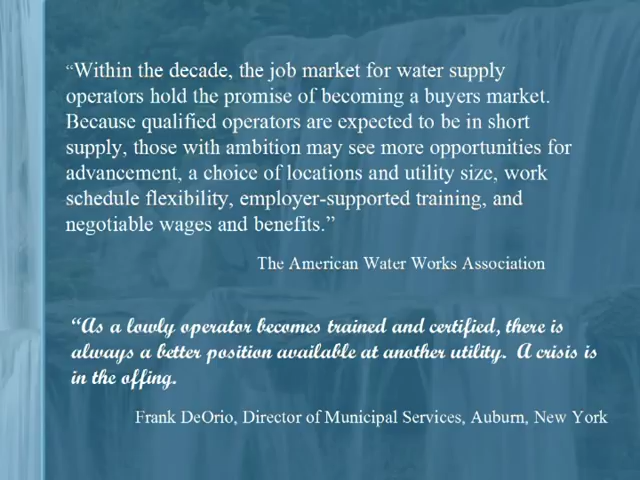 “Within the decade, the job market for water supply
operators hold the promise of becoming a buyers market.
Because qualified operators are expected to be in short
supply, those with ambition may see more opportunities for
advancement, a choice of locations and utility size, work
schedule flexibility, employer-supported training, and
negotiable wages and benefits.”
The American Water Works Association
“As a lowly operator becomes trained and certified, there is
always a better position available at another utility.  A crisis is
in the offing.
Frank DeOrio, Director of Municipal Services, Auburn, New York